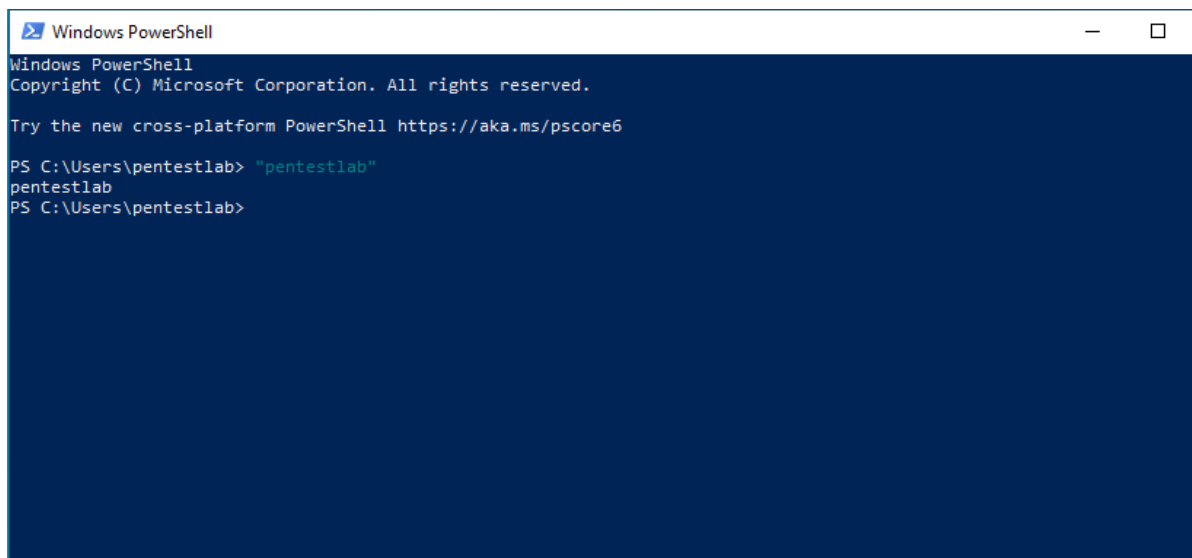 Windows PowerShell
Windows PowerShell
Copyright (C) Microsoft Corporation. All rights reserved.
Try the new cross-platform PowerShell https://aka.ms/pscore6
PS C:\Users\pentestlab> "pentestlab"
pentestlab
PS C:\Users\pentestlab>